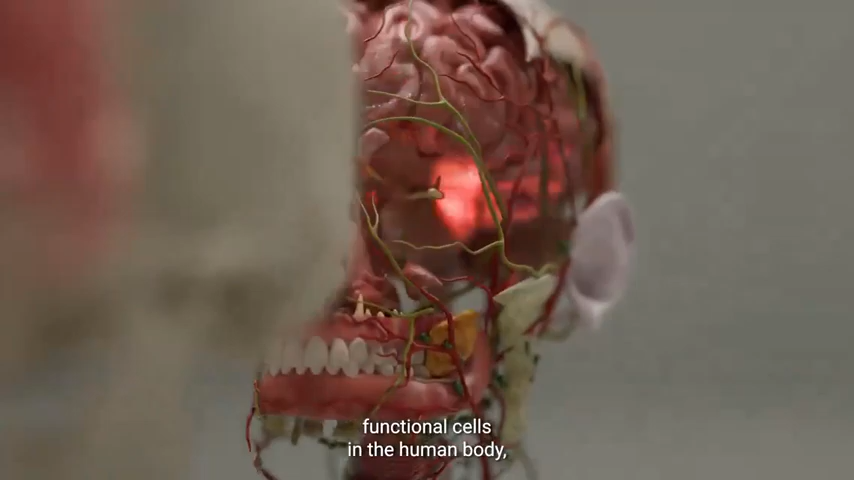 functional cells
in the human body,